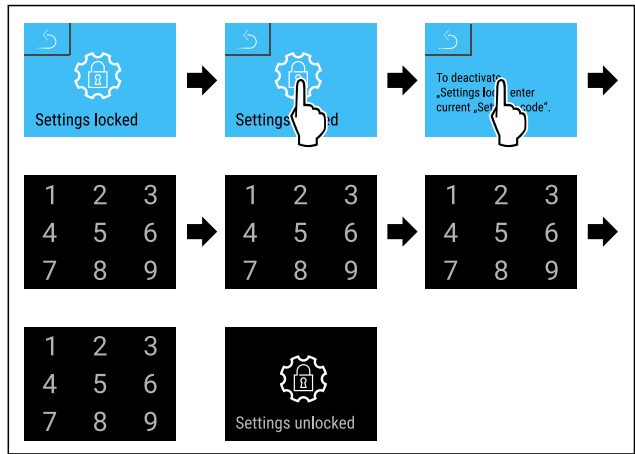 Settings locked
Settings ed
To deactivate
„Settings lo enter
current „Se code“.
1 2 3
4 5 6
7 8 9
1 2 3
4 5 6
7 8 9
1 2 3
4 5 6
7 8 9
1 2 3
4 5 6
7 8 9
Settings unlocked